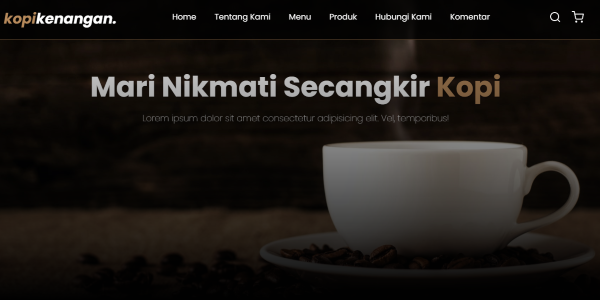 kopikenangan.
Home Tentang Kami Menu Produk Hubungi Kami Komentar
Mari Nikmati Secangkir Kopi
Lorem ipsum dolor sit amet consectetur adipisicing elit. Vel, temporibus!